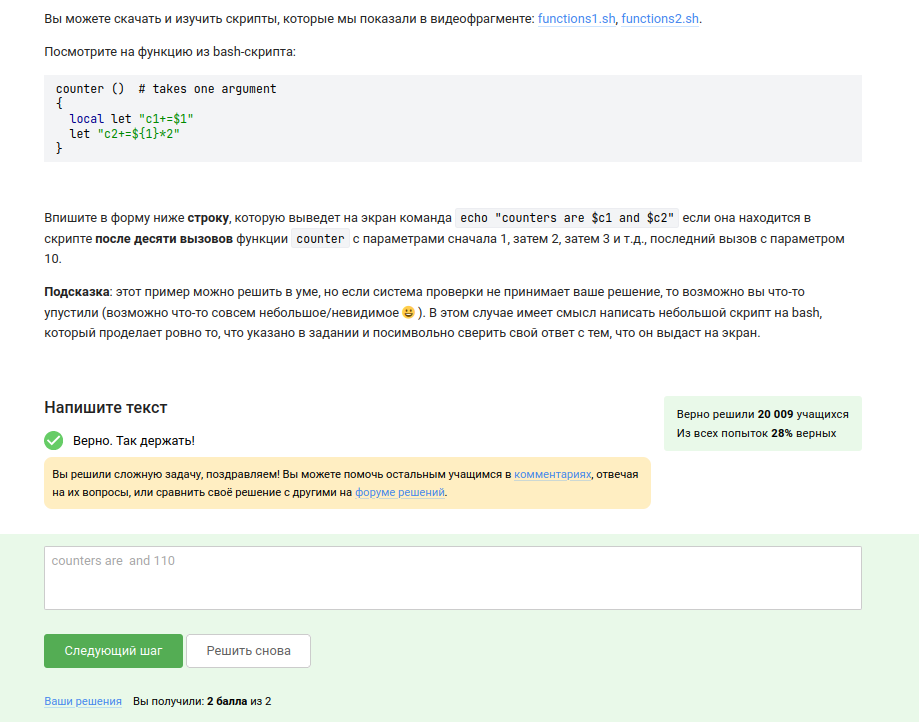 Вы можете скачать и изучить скрипты, которые мы показали в видеофрагменте: functions1.sh, functions2.sh.
Посмотрите на функцию из bash-скрипта:
counter ()  # takes one argument
{
  local let "c1+=$1"
  let "c2+=${1}*2"
}
Впишите в форму ниже строку, которую выведет на экран команда echo "counters are $c1 and $c2" если она находится в
скрипте после десяти вызовов функции counter с параметрами сначала 1, затем 2, затем 3 и т.д., последний вызов с параметром
10.
Подсказка: этот пример можно решить в уме, но если система проверки не принимает ваше решение, то возможно вы что-то
упустили (возможно что-то совсем небольшое/невидимое 😃 ). В этом случае имеет смысл написать небольшой скрипт на bash,
который проделает ровно то, что указано в задании и посимвольно сверить свой ответ с тем, что он выдаст на экран.
Напишите текст
Верно решили 20 009 учащихся
Из всех попыток 28% верных
Верно. Так держать!
Вы решили сложную задачу, поздравляем! Вы можете помочь остальным учащимся в комментариях, отвечая
на их вопросы, или сравнить своё решение с другими на форуме решений.
counters are  and 110
Следующий шаг
Решить снова
Ваши решения Вы получили: 2 балла из 2